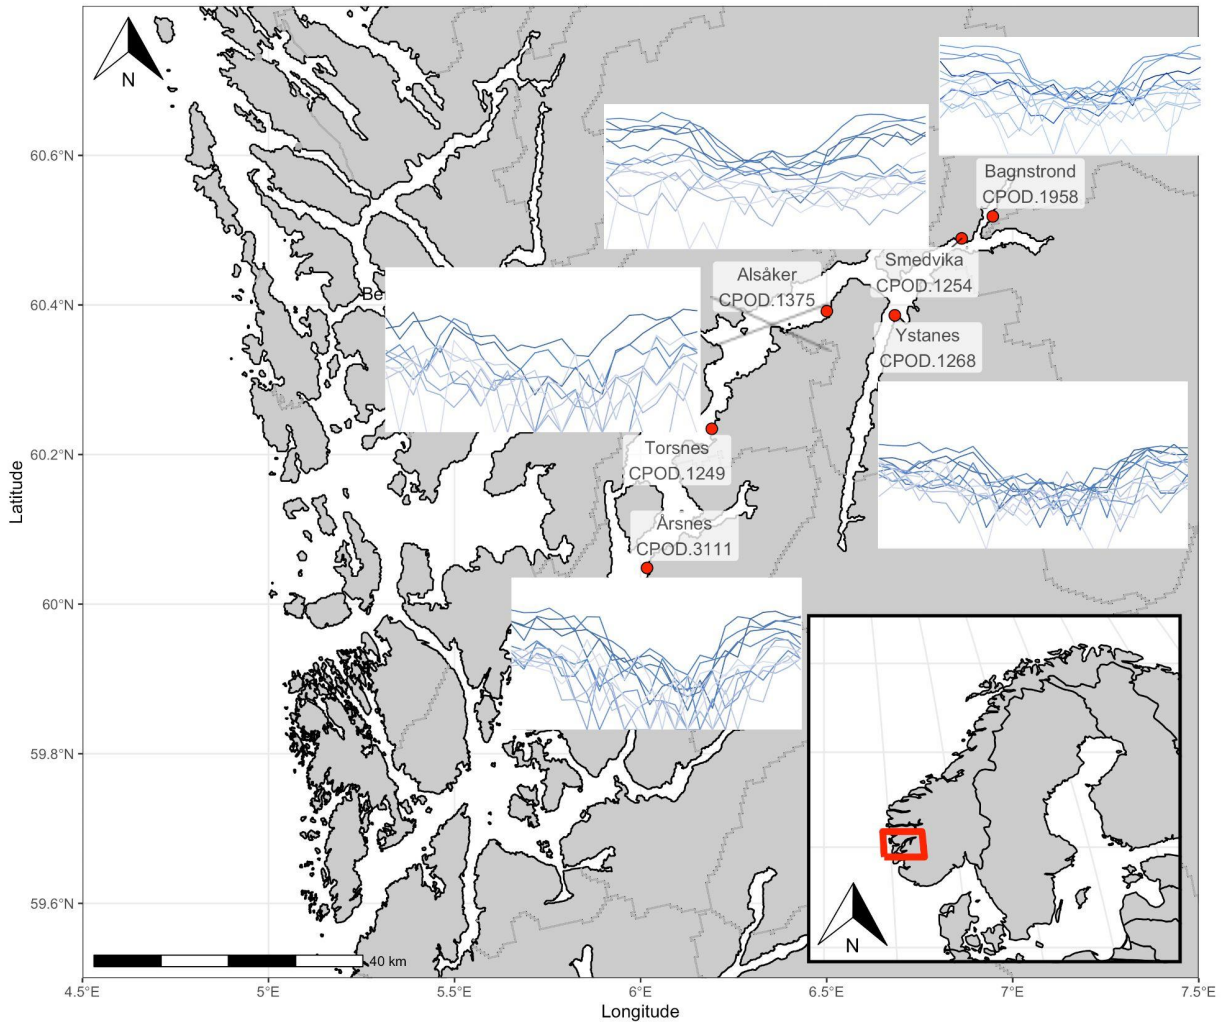 N
60.6°N
60.4°N
60.2°N
60°N
59.8°N
59.6°N
Latitude
Be
Bagnstrond
CPOD.1958
Smedvika
CPOD.1254
Alsåker
CPOD.1375
Ystanes
CPOD.1268
Torsnes
CPOD.1249
Årsnes
CPOD.3111
N
40 km
4.5°E
5°E
5.5°E
6°E
6.5°E
7°E
7.5°E
Longitude